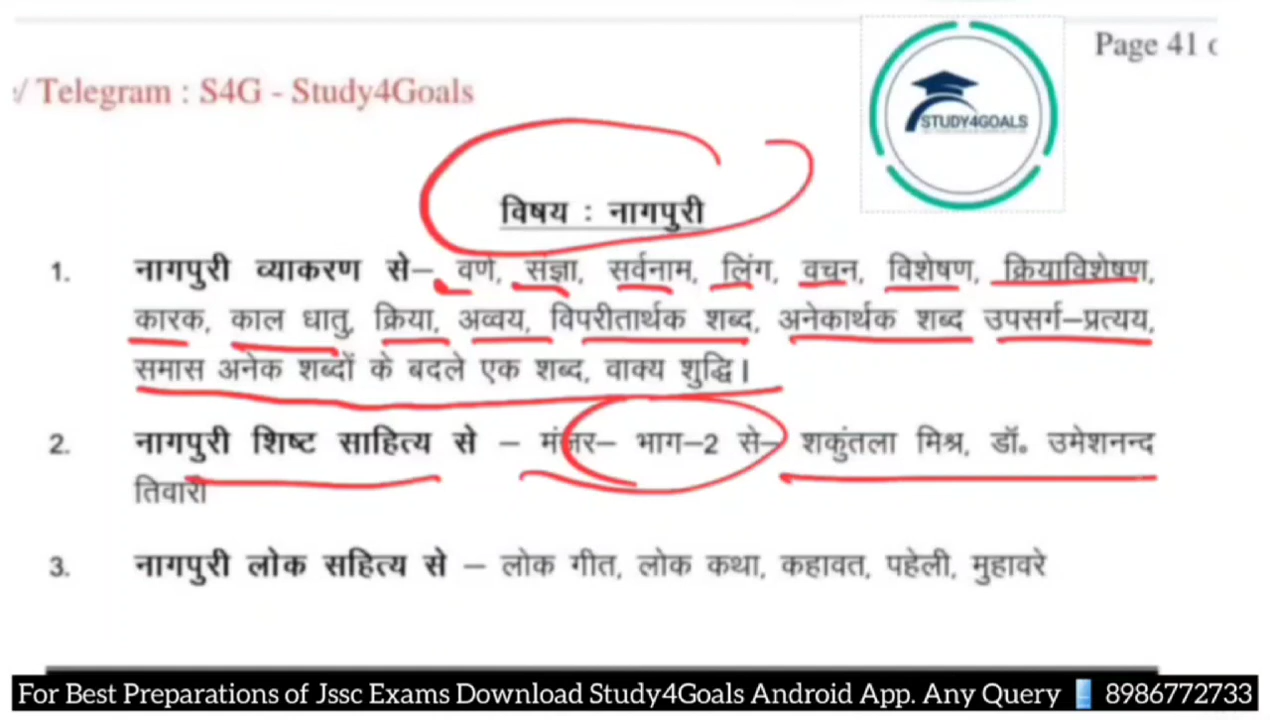 Page 41 o
e/ Telegram : S4G - Study4Goals
STUDY4GOALS
विषय : नागपुरी
1. नागपुरी व्याकरण से– वर्ण, संज्ञा, सर्वनाम, लिंग, वचन, विशेषण, क्रियाविशेषण,
कारक, काल धातु, क्रिया, अव्वय, विपरीतार्थक शब्द, अनेकार्थक शब्द उपसर्ग–प्रत्यय,
समास अनेक शब्दों के बदले एक शब्द, वाक्य शुद्धि।
2. नागपुरी शिष्ट साहित्य से – मंजर– भाग–2 से– शकुंतला मिश्र, डॉ॰ उमेशनन्द
तिवारी
3. नागपुरी लोक सहित्य से – लोक गीत, लोक कथा, कहावत, पहेली, मुहावरे
For Best Preparations of Jssc Exams Download Study4Goals Android App. Any Query 8986772733